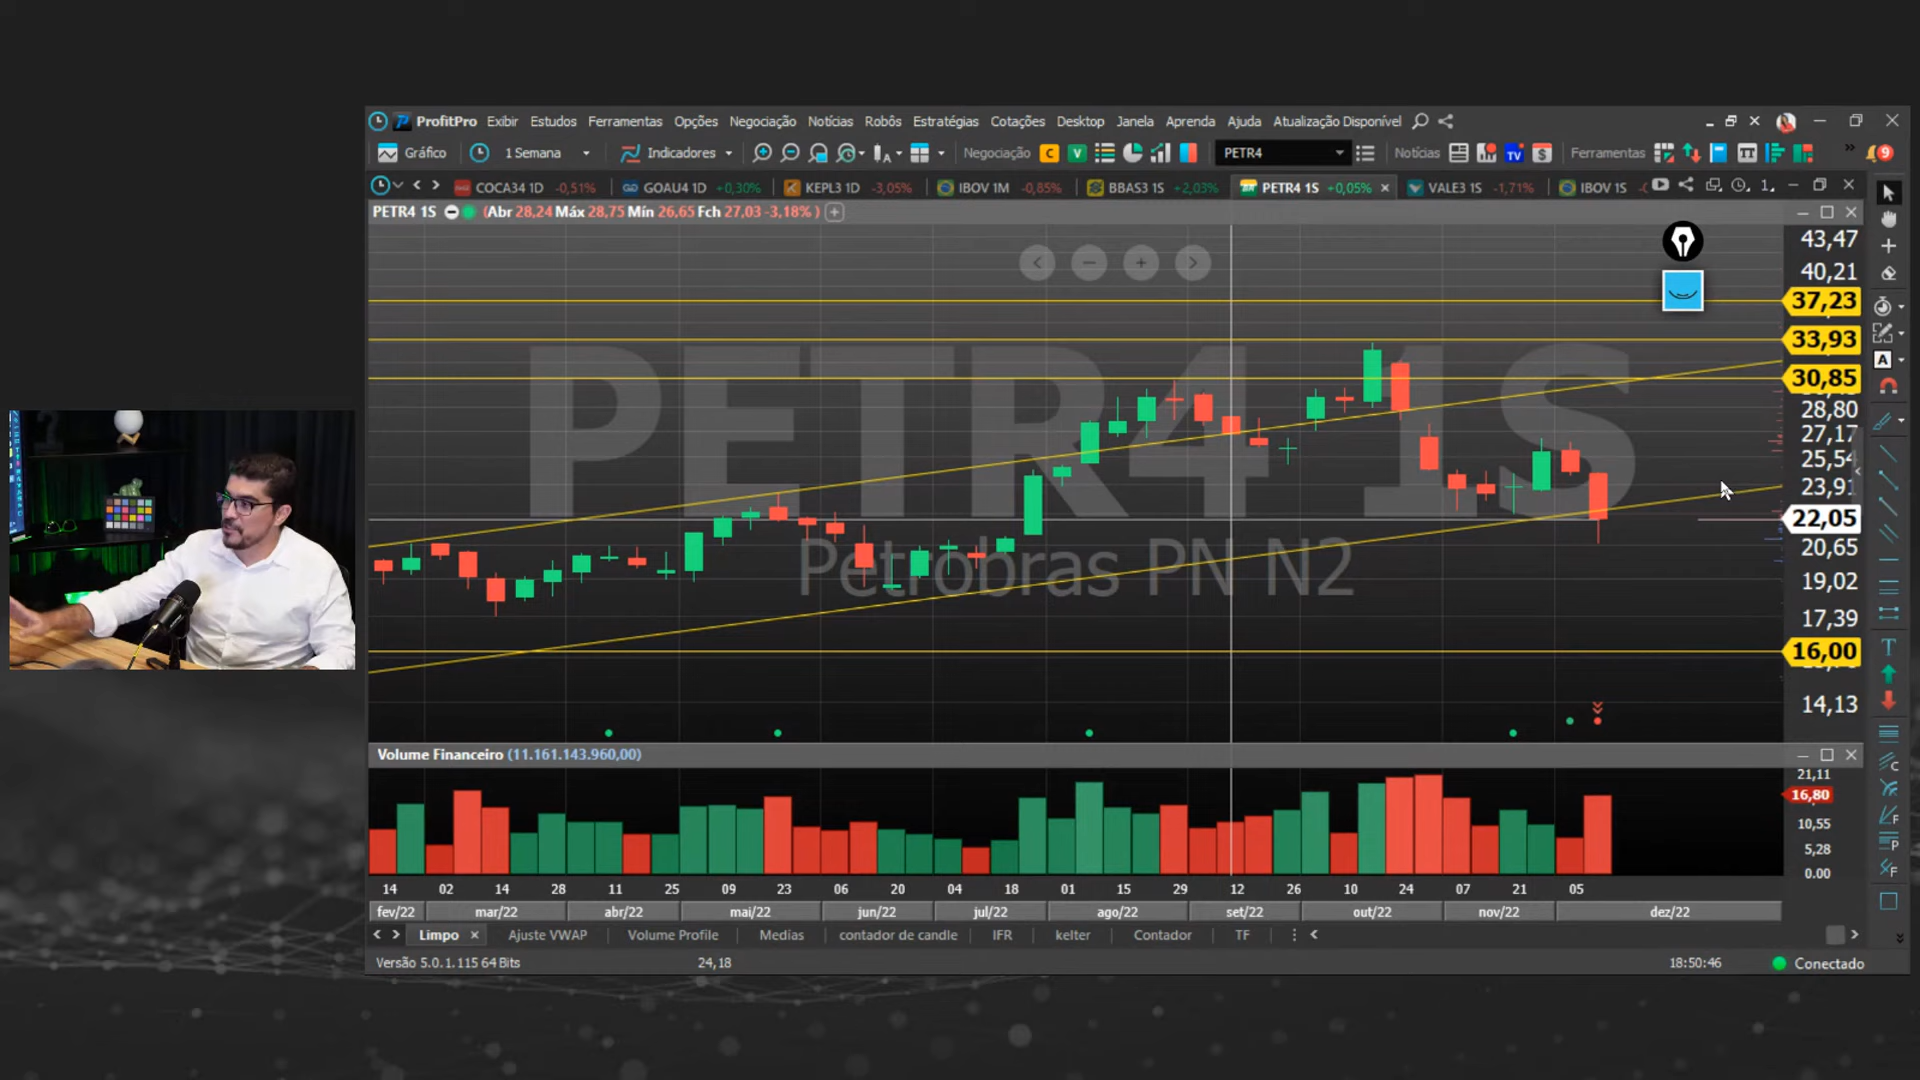 ProfitPro Exibir Estudos Ferramentas Opções Negociação Notícias Robôs Estratégias Cotações Desktop Janela Aprenda Ajuda Atualização Disponível
Gráfico 1 Semana Indicadores Negociação C V PETR4 Notícias TV $ Ferramentas 9
COCA34 1D -0,51% GOAU4 1D +0,30% KEPL3 1D -3,05% IBOV 1M -0,85% BBAS3 1S +2,03% PETR4 1S +0,05% VALE3 1S -1,71% IBOV 1S
PETR4 1S (Abr 28,24 Máx 28,75 Mín 26,65 Fch 27,03 -3,18% )
PETR4 1S
Petrobras PN N2
43,47
40,21
37,23
33,93
30,85
28,80
27,17
25,54
23,91
22,05
20,65
19,02
17,39
16,00
14,13
Volume Financeiro (11.161.143.960,00)
21,11
16,80
10,55
5,28
0.00
14 02 14 28 11 25 09 23 06 20 04 18 01 15 29 12 26 10 24 07 21 05
fev/22 mar/22 abr/22 mai/22 jun/22 jul/22 ago/22 set/22 out/22 nov/22 dez/22
Limpo Ajuste VWAP Volume Profile Medias contador de candle IFR kelter Contador TF
Versão 5.0.1.115 64 Bits 24,18 18:50:46 Conectado